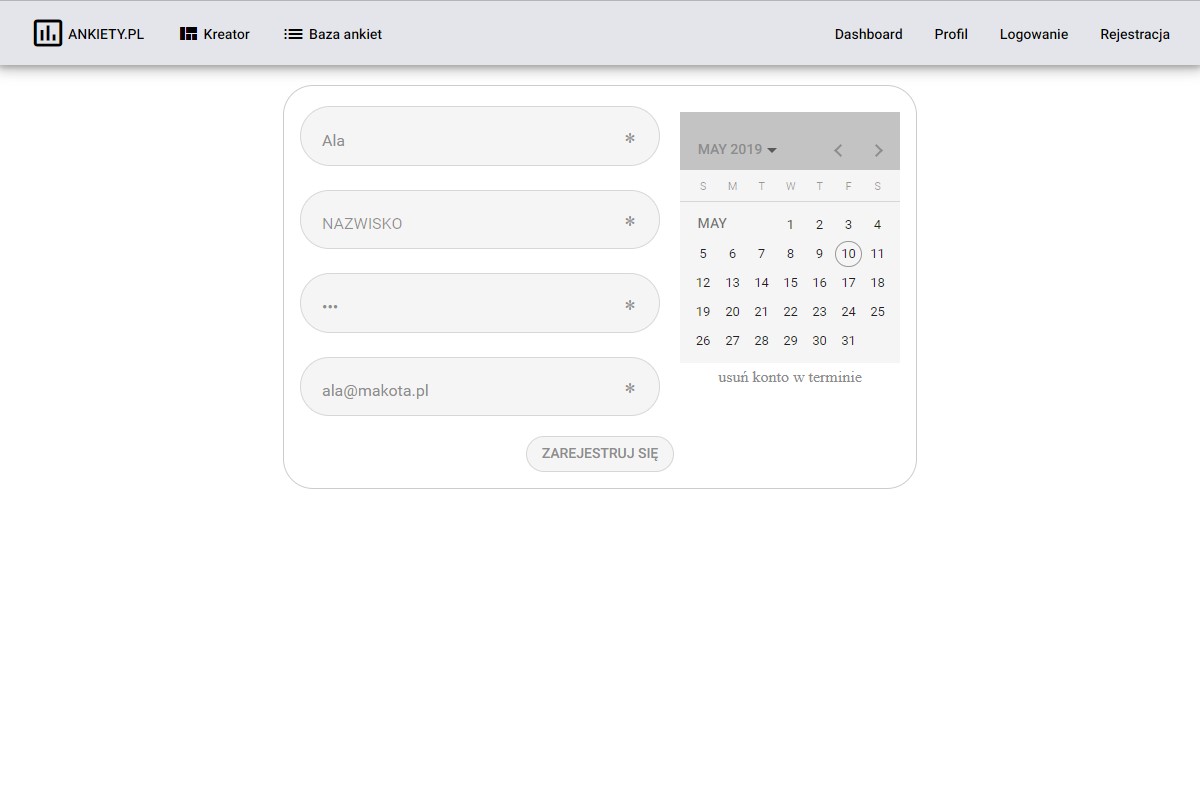 ANKIETY.PL Kreator Baza ankiet Dashboard Profil Logowanie Rejestracja
Ala *
NAZWISKO *
••• *
ala@makota.pl *
MAY 2019
S M T W T F S
MAY 1 2 3 4
5 6 7 8 9 10 11
12 13 14 15 16 17 18
19 20 21 22 23 24 25
26 27 28 29 30 31
usuń konto w terminie
ZAREJESTRUJ SIĘ